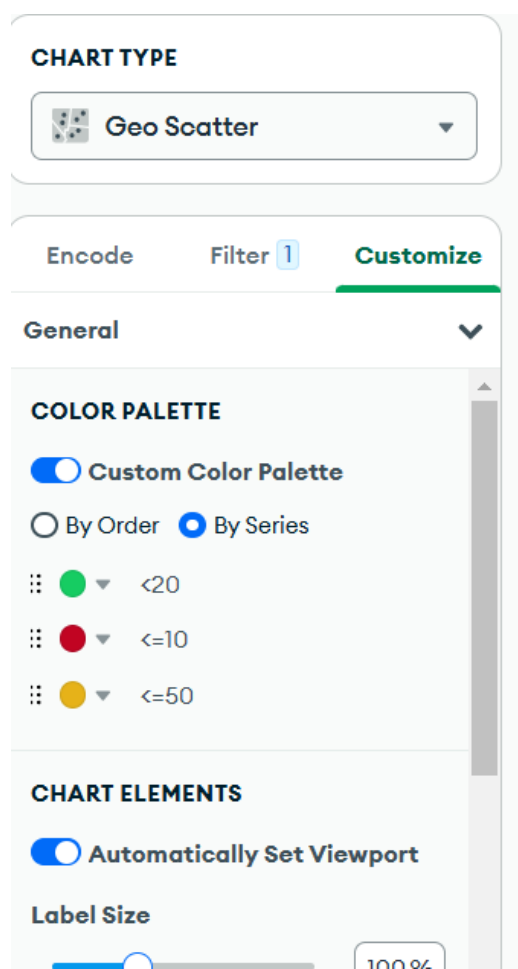 CHART TYPE
Geo Scatter
Encode Filter 1 Customize
General
COLOR PALETTE
Custom Color Palette
By Order By Series
<20
<=10
<=50
CHART ELEMENTS
Automatically Set Viewport
Label Size
100 %